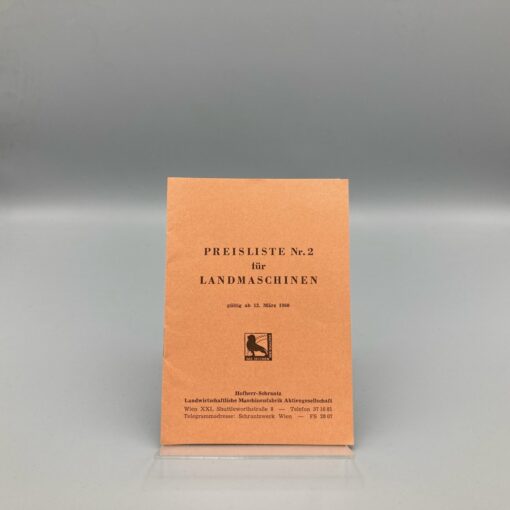 PREISLISTE Nr. 2
für
LANDMASCHINEN
gültig ab 15. März 1960
Hofherr-Schrantz
Landwirtschaftliche Maschinenfabrik Aktiengesellschaft
Wien XXI, Shuttleworthstraße 8 — Telefon 37 16 81
Telegrammadresse: Schrantzwerk Wien — FS 20 07